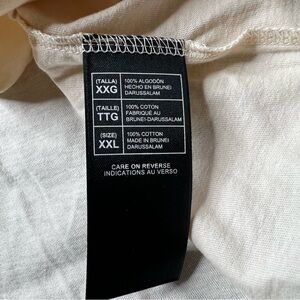 (TALLA)
XXG
100% ALGODÓN
HECHO EN BRUNEI
DARUSSALAM
(TAILLE)
TTG
100% COTON
FABRIQUÉ AU
BRUNEI-DARUSSALAM
(SIZE)
XXL
100% COTTON
MADE IN BRUNEI
DARUSSALAM
CARE ON REVERSE
INDICATIONS AU VERSO